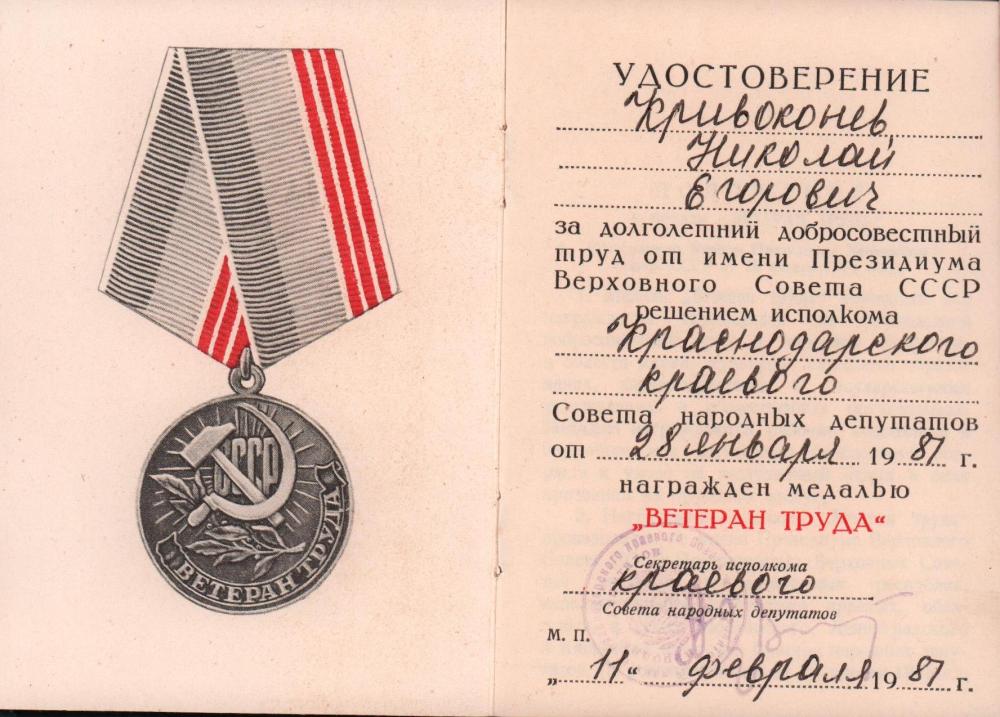 СССР
ВЕТЕРАН ТРУДА
УДОСТОВЕРЕНИЕ
Кривоконев
Николай
Егорович
за долголетний добросовестный
труд от имени Президиума
Верховного Совета СССР
решением исполкома
Краснодарского
краевого
Совета народных депутатов
от 28 января 1981 г.
награжден медалью
„ВЕТЕРАН ТРУДА“
Секретарь исполкома
краевого
Совета народных депутатов
М. П.
„11“ февраля 1981 г.